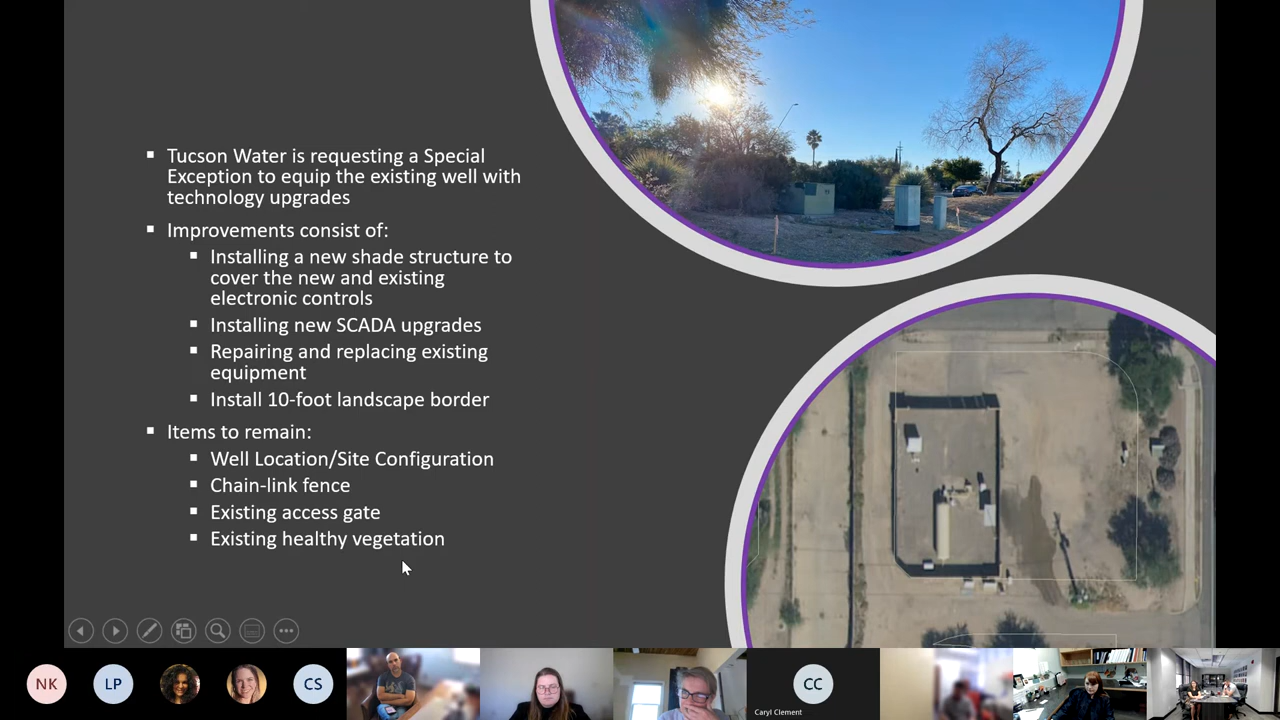 Tucson Water is requesting a Special
Exception to equip the existing well with
technology upgrades
Improvements consist of:
Installing a new shade structure to
cover the new and existing
electronic controls
Installing new SCADA upgrades
Repairing and replacing existing
equipment
Install 10-foot landscape border
Items to remain:
Well Location/Site Configuration
Chain-link fence
Existing access gate
Existing healthy vegetation
NK
LP
CS
CC
Caryl Clement